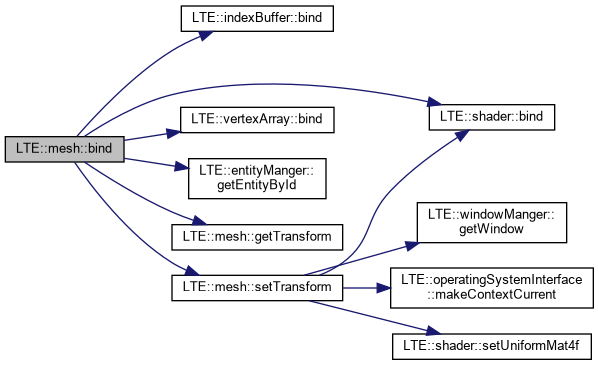 LTE::indexBuffer::bind
LTE::shader::bind
LTE::vertexArray::bind
LTE::mesh::bind
LTE::entityManger::
getEntityById
LTE::windowManger::
getWindow
LTE::mesh::getTransform
LTE::operatingSystemInterface
::makeContextCurrent
LTE::mesh::setTransform
LTE::shader::setUniformMat4f